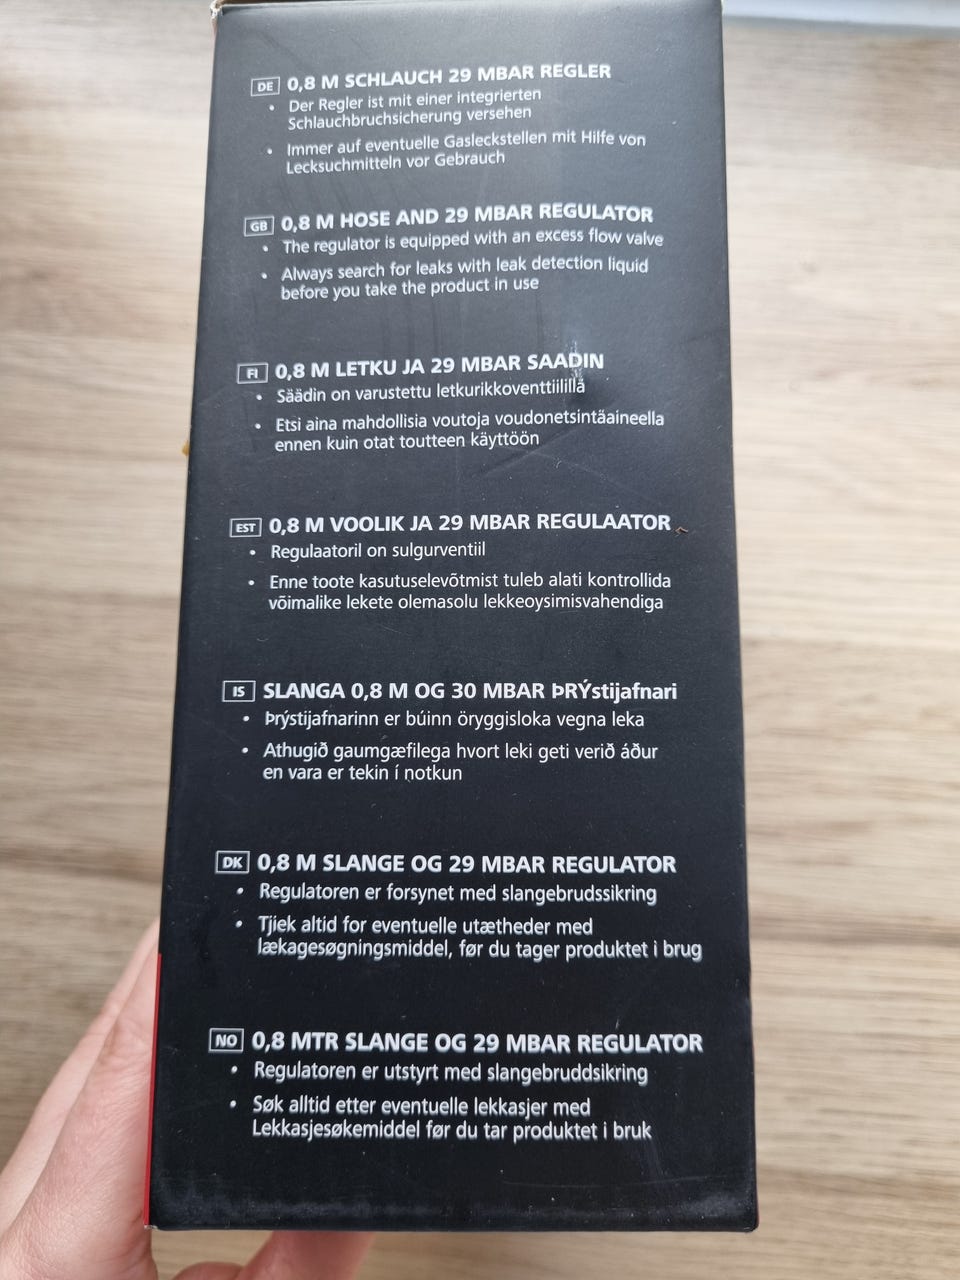 DE 0,8 M SCHLAUCH 29 MBAR REGLER
• Der Regler ist mit einer integrierten
Schlauchbruchsicherung versehen
• Immer auf eventuelle Gasleckstellen mit Hilfe von
Lecksuchmitteln vor Gebrauch
GB 0,8 M HOSE AND 29 MBAR REGULATOR
• The regulator is equipped with an excess flow valve
• Always search for leaks with leak detection liquid
before you take the product in use
FI 0,8 M LETKU JA 29 MBAR SAADIN
• Säädin on varustettu letkurikkoventtiilillä
• Etsi aina mahdollisia voutoja voudonetsintäaineella
ennen kuin otat toutteen käyttöön
EST 0,8 M VOOLIK JA 29 MBAR REGULAATOR
• Regulaatoril on sulgurventiil
• Enne toote kasutuselevõtmist tuleb alati kontrollida
võimalike lekete olemasolu lekkeoysimisvahendiga
IS SLANGA 0,8 M OG 30 MBAR ÞRÝstijafnari
• Þrýstijafnarinn er búinn öryggisloka vegna leka
• Athugið gaumgæfilega hvort leki geti verið áður
en vara er tekin í notkun
DK 0,8 M SLANGE OG 29 MBAR REGULATOR
• Regulatoren er forsynet med slangebrudssikring
• Tjiek altid for eventuelle utætheder med
lækagesøgningsmiddel, før du tager produktet i brug
NO 0,8 MTR SLANGE OG 29 MBAR REGULATOR
• Regulatoren er utstyrt med slangebruddsikring
• Søk alltid etter eventuelle lekkasjer med
Lekkasjesøkemiddel før du tar produktet i bruk